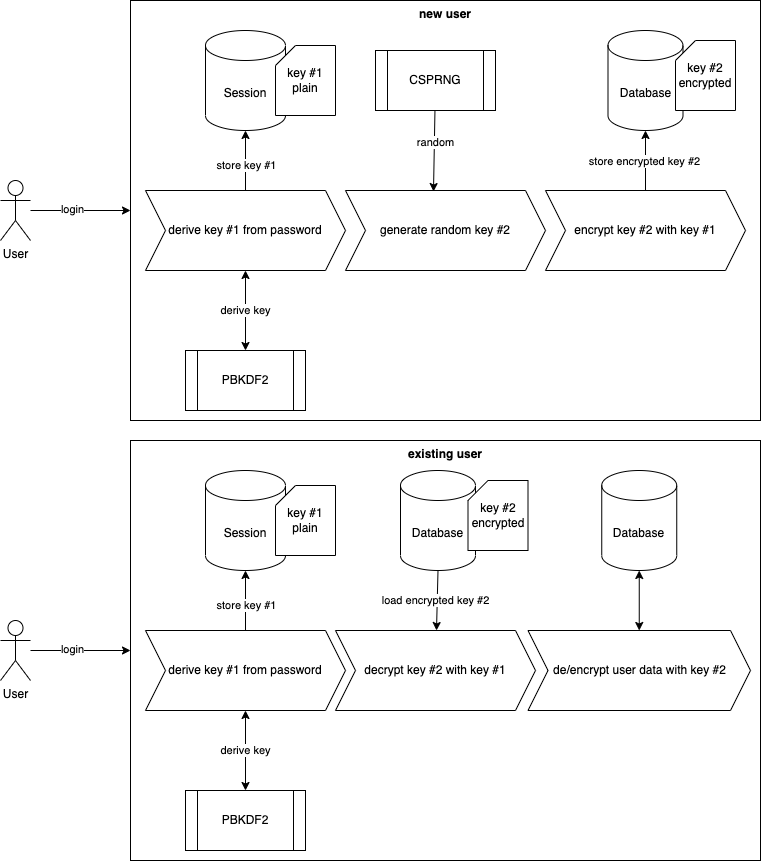 new user
key #1
plain
Session
CSPRNG
key #2
encrypted
Database
store key #1
random
store encrypted key #2
login
User
derive key #1 from password
generate random key #2
encrypt key #2 with key #1
derive key
PBKDF2
existing user
key #1
plain
Session
key #2
encrypted
Database
Database
store key #1
load encrypted key #2
login
User
derive key #1 from password
decrypt key #2 with key #1
de/encrypt user data with key #2
derive key
PBKDF2